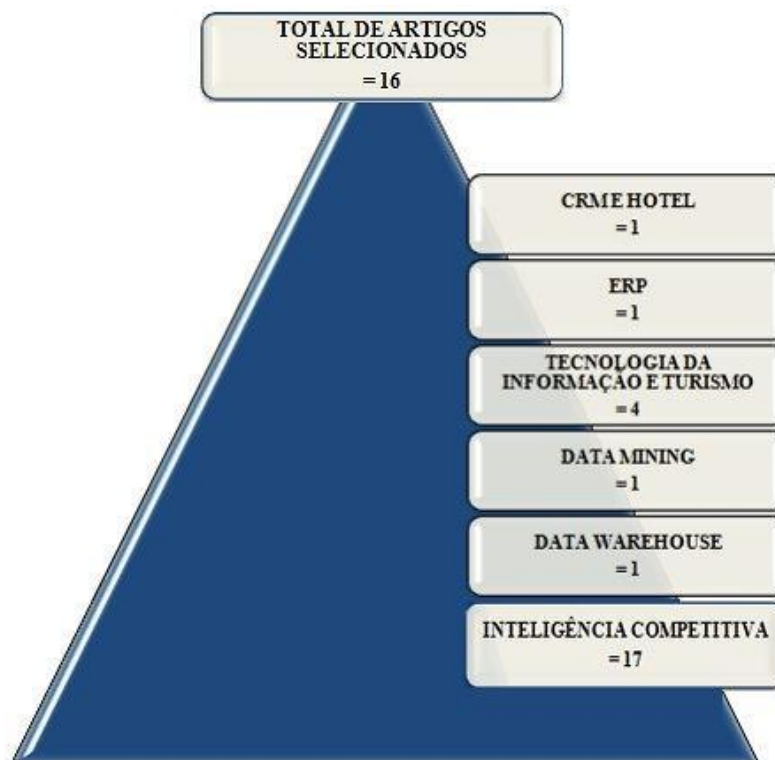 TOTAL DE ARTIGOS
SELECIONADOS
= 16
CRM E HOTEL
= 1
ERP
= 1
TECNOLOGIA DA
INFORMAÇÃO E TURISMO
= 4
DATA MINING
= 1
DATA WAREHOUSE
= 1
INTELIGÊNCIA COMPETITIVA
= 17